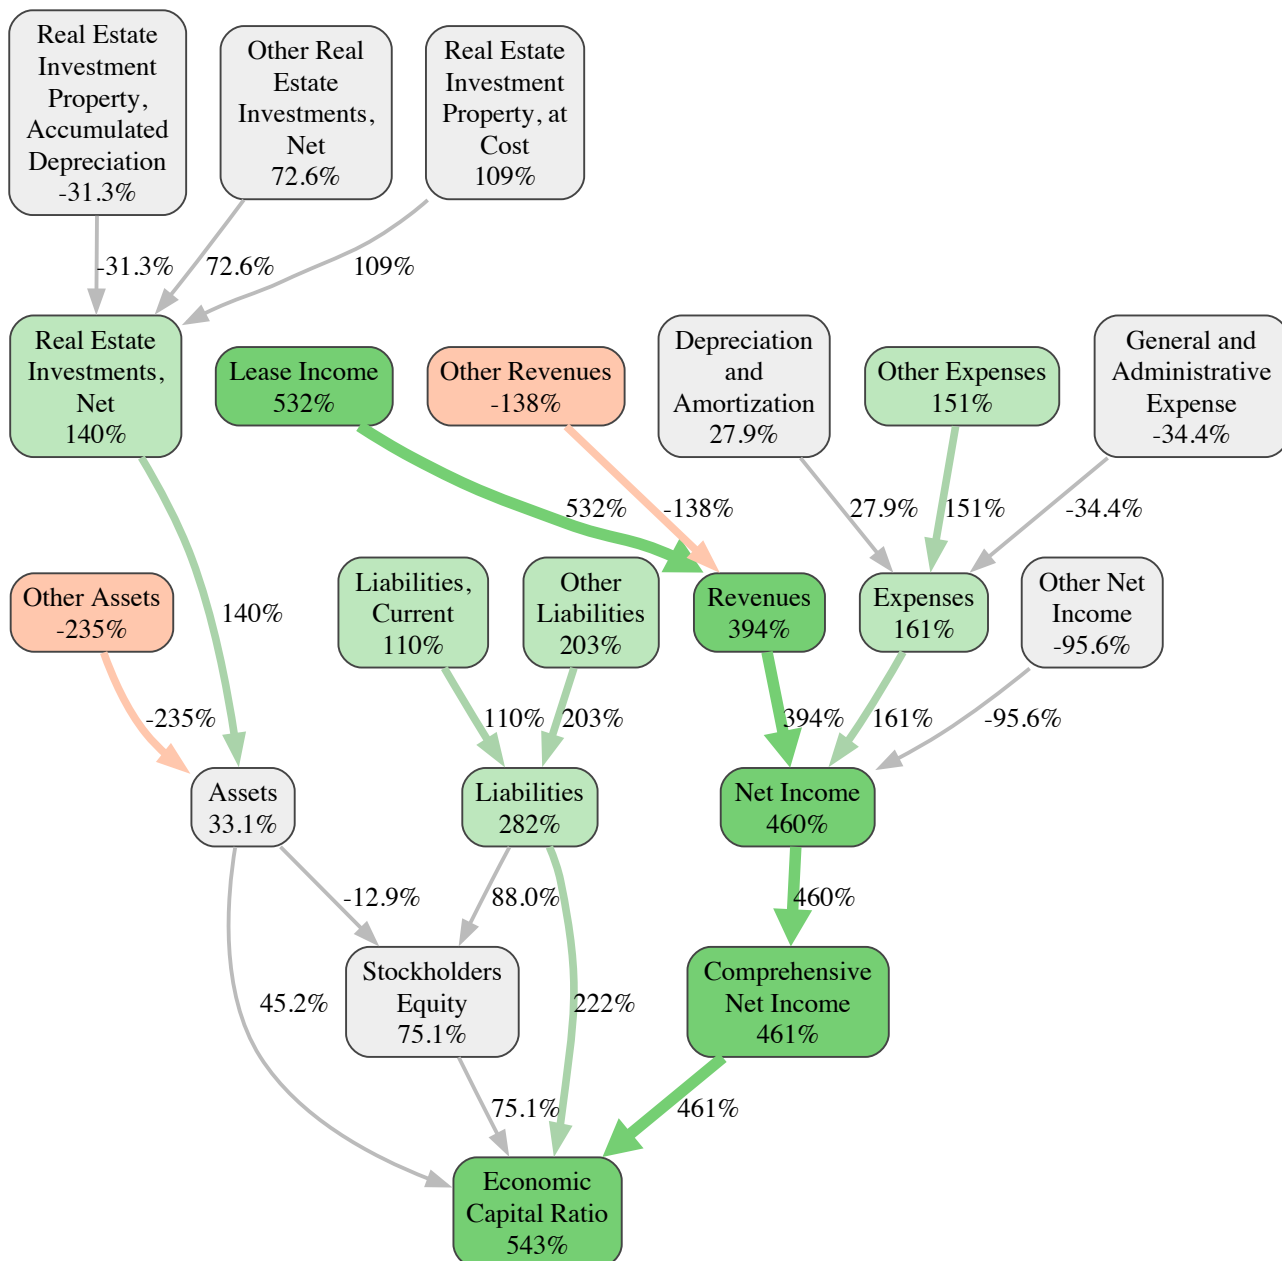 Real Estate
Investment
Property,
Accumulated
Depreciation
-31.3%
Other Real
Estate
Investments,
Net
72.6%
Real Estate
Investment
Property, at
Cost
109%
-31.3%
72.6%
109%
Real Estate
Investments,
Net
140%
Lease Income
532%
Other Revenues
-138%
Depreciation
and
Amortization
27.9%
Other Expenses
151%
General and
Administrative
Expense
-34.4%
532%
-138%
27.9%
151%
-34.4%
Other Assets
-235%
140%
Liabilities,
Current
110%
Other
Liabilities
203%
Revenues
394%
Expenses
161%
Other Net
Income
-95.6%
-235%
110%
203%
394%
161%
-95.6%
Assets
33.1%
Liabilities
282%
Net Income
460%
-12.9%
88.0%
460%
45.2%
Stockholders
Equity
75.1%
222%
Comprehensive
Net Income
461%
75.1%
461%
Economic
Capital Ratio
543%